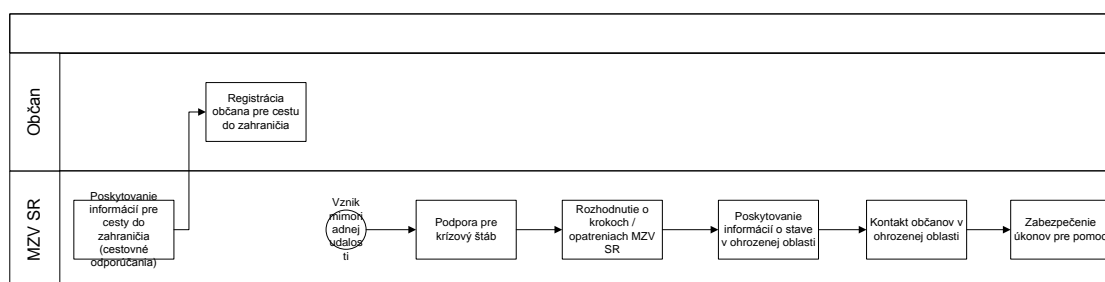 Občan
Registrácia
občana pre cestu
do zahraničia
MZV SR
Poskytovanie
informácií pre
cesty do
zahraničia
(cestovné
odporúčania)
Vznik
mimori
adnej
udalos
ti
Podpora pre
krízový štáb
Rozhodnutie o
krokoch /
opatreniach MZV
SR
Poskytovanie
informácií o stave
v ohrozenej oblasti
Kontakt občanov v
ohrozenej oblasti
Zabezpečenie
úkonov pre pomoc